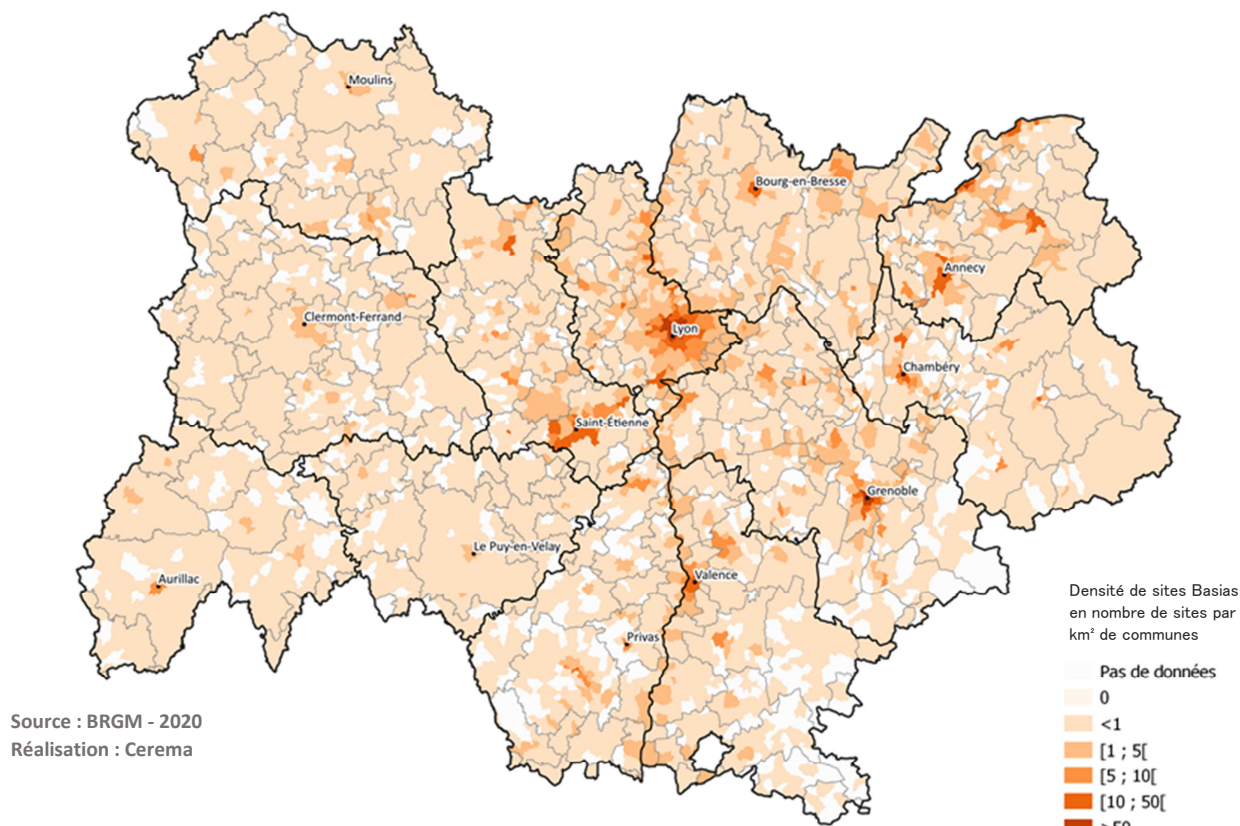 Moulins
Bourg-en-Bresse
Annecy
Clermont-Ferrand
Lyon
Chambéry
Saint-Étienne
Grenoble
Le Puy-en-Velay
Aurillac
Valence
Privas
Densité de sites Basias
en nombre de sites par
km² de communes
Pas de données
0
<1
[1 ; 5[
[5 ; 10[
[10 ; 50[
Source : BRGM - 2020
Réalisation : Cerema